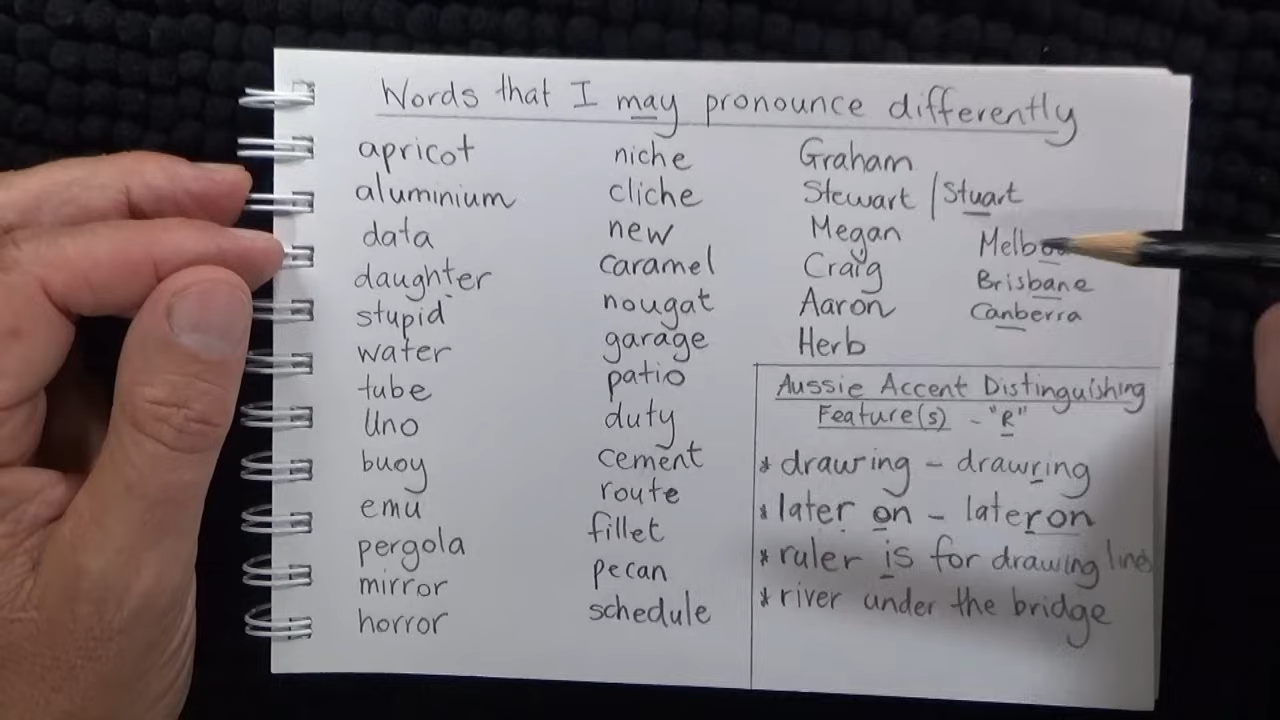 Words that I may pronounce differently
apricot
aluminium
data
daughter
stupid
water
tube
Uno
buoy
emu
pergola
mirror
horror
niche
cliche
new
caramel
nougat
garage
patio
duty
cement
route
fillet
pecan
schedule
Graham
Stewart / Stuart
Megan
Craig
Aaron
Herb
Brisbane
Canberra
Aussie Accent Distinguishing
Feature(s) - "R"
* drawing - drawring
* later on - lateron
* ruler is for drawing lines
* river under the bridge